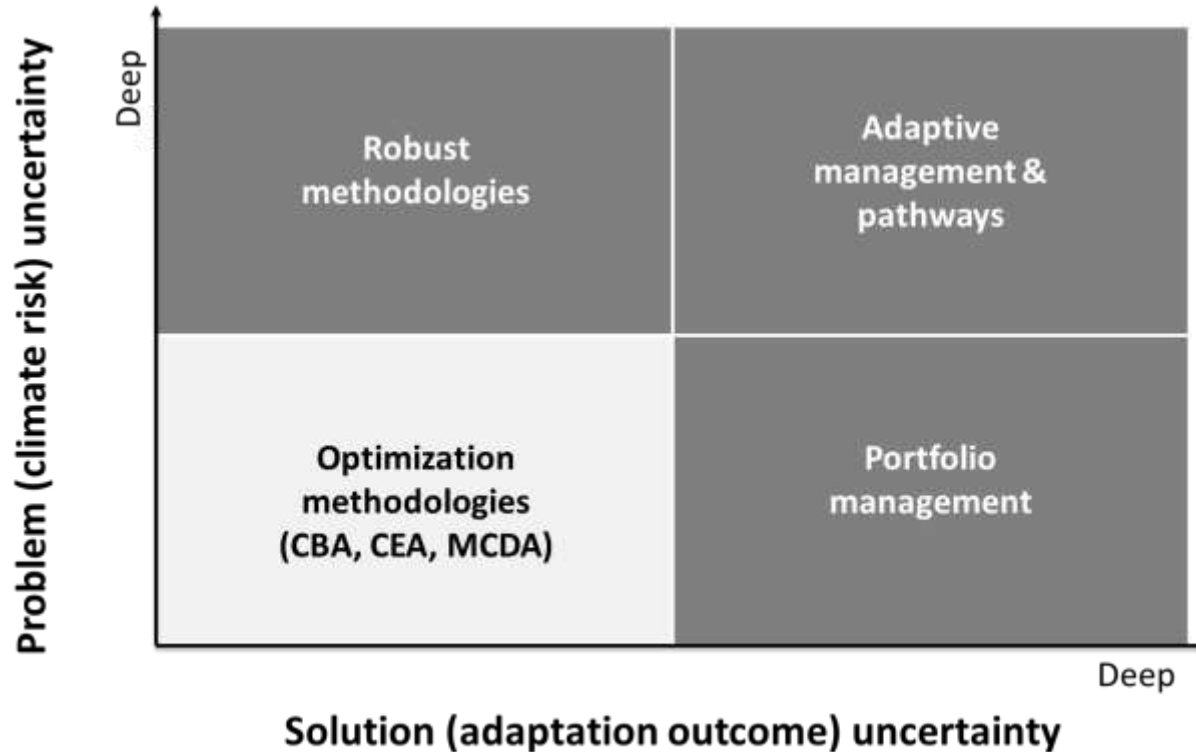 Problem (climate risk) uncertainty
Deep
Robust
methodologies
Adaptive
management &
pathways
Optimization
methodologies
(CBA, CEA, MCDA)
Portfolio
management
Deep
Solution (adaptation outcome) uncertainty